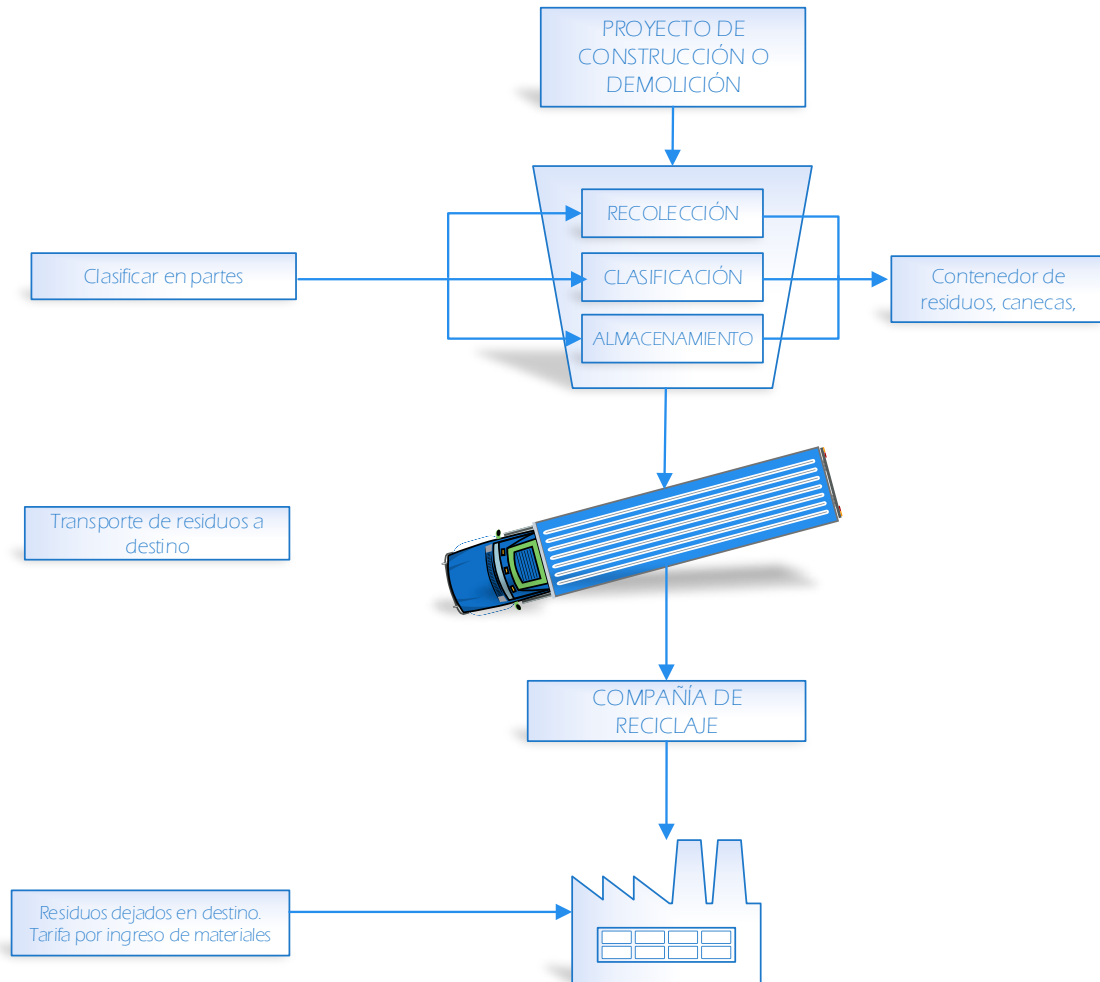 PROYECTO DE
CONSTRUCCIÓN O
DEMOLICIÓN
RECOLECCIÓN
Clasificar en partes
CLASIFICACIÓN
Contenedor de
residuos, canecas,
ALMACENAMIENTO
Transporte de residuos a
destino
COMPAÑÍA DE
RECICLAJE
Residuos dejados en destino.
Tarifa por ingreso de materiales